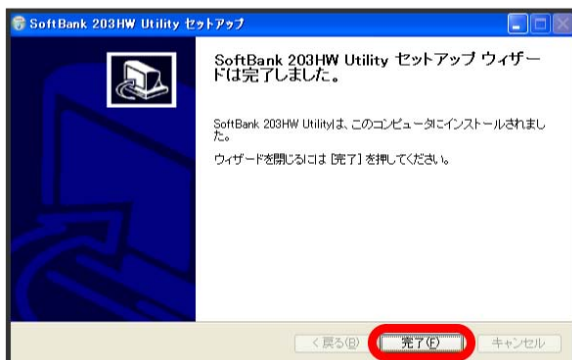 SoftBank 203HW Utility セットアップ
SoftBank 203HW Utility セットアップ ウィザー
ドは完了しました。
SoftBank 203HW Utilityは、このコンピュータにインストールされまし
た。
ウィザードを閉じるには [完了] を押してください。
< 戻る(B)
完了(F)
キャンセル